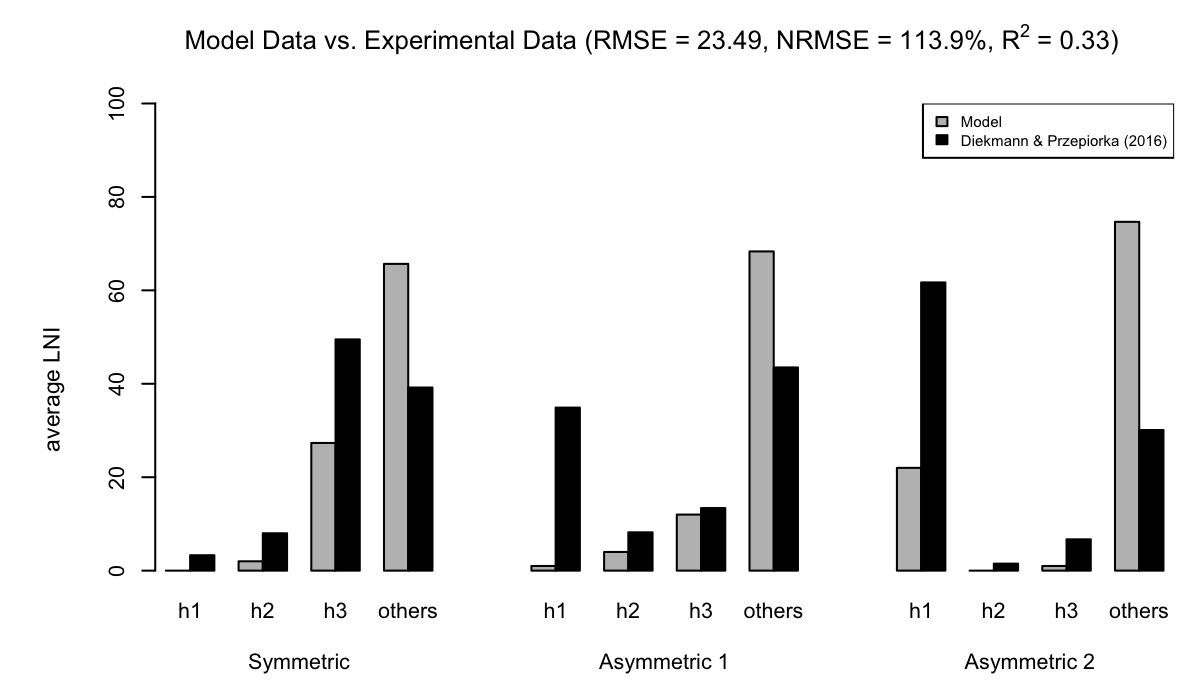 Model Data vs. Experimental Data (RMSE = 23.49, NRMSE = 113.9%, R² = 0.33)
Model
Diekmann & Przepiorka (2016)
average LNI
100
80
60
40
20
0
h1 h2 h3 others h1 h2 h3 others h1 h2 h3 others
Symmetric Asymmetric 1 Asymmetric 2